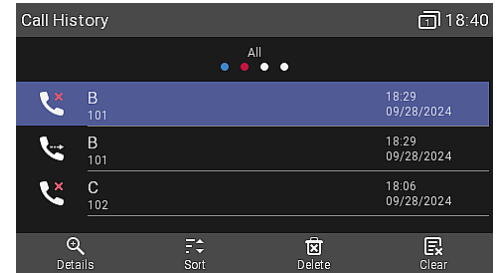 Call History 1 18:40
All
B 18:29
101 09/28/2024
B 18:29
101 09/28/2024
C 18:06
102 09/28/2024
Details Sort Delete Clear